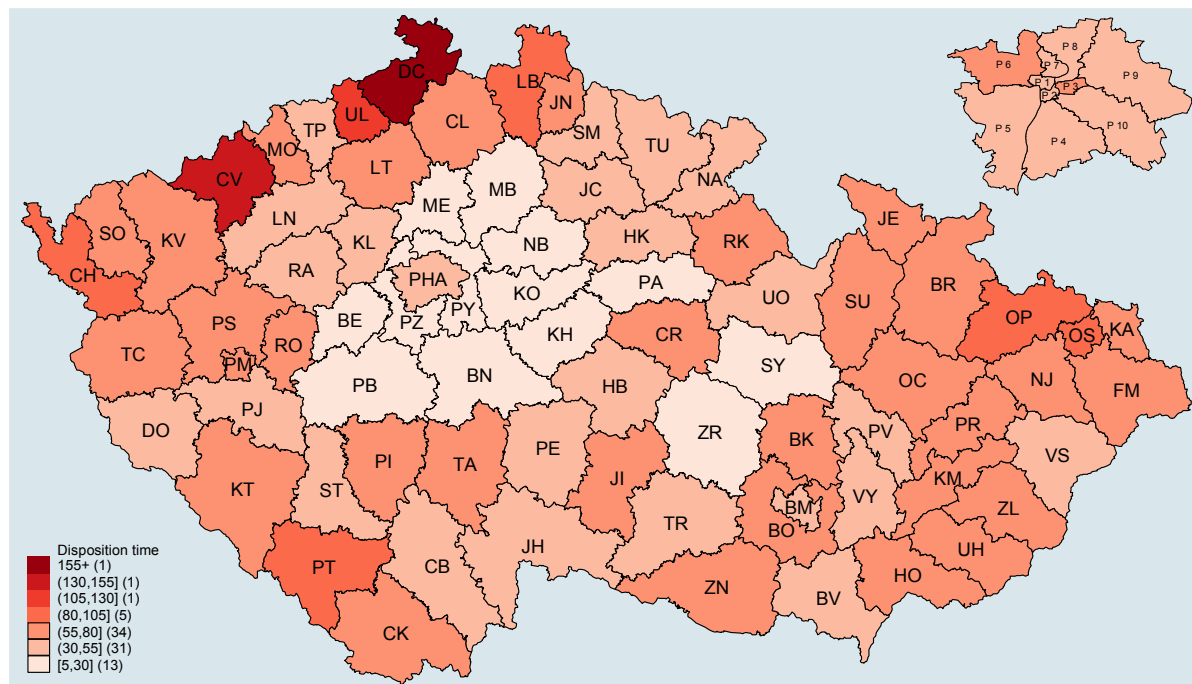 DC
LB
P 8
P 6
P 7
P 9
P 1
P 3
P 2
P 5
P 4
P 10
UL
CL
JN
TP
SM
MO
TU
LT
CV
MB
JC
NA
ME
LN
JE
SO
KV
KL
NB
HK
RK
RA
CH
PHA
KO
PA
BR
UO
SU
BE
PZ
PY
OP
KA
PS
KH
CR
OS
TC
RO
PM
SY
NJ
FM
PB
BN
HB
OC
PJ
DO
ZR
PR
BK
PV
PE
VS
PI
TA
KT
ST
JI
KM
VY
BM
ZL
TR
BO
JH
UH
PT
CB
HO
ZN
BV
CK
Disposition time
155+ (1)
(130,155] (1)
(105,130] (1)
(80,105] (5)
(55,80] (34)
(30,55] (31)
[5,30] (13)